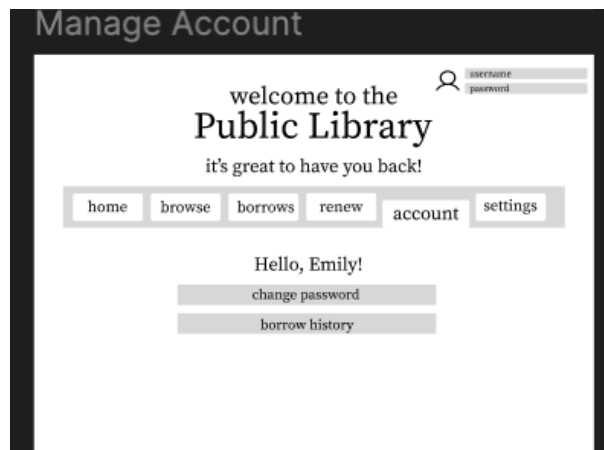 Manage Account
username
password
welcome to the
Public Library
it's great to have you back!
home browse borrows renew account settings
Hello, Emily!
change password
borrow history